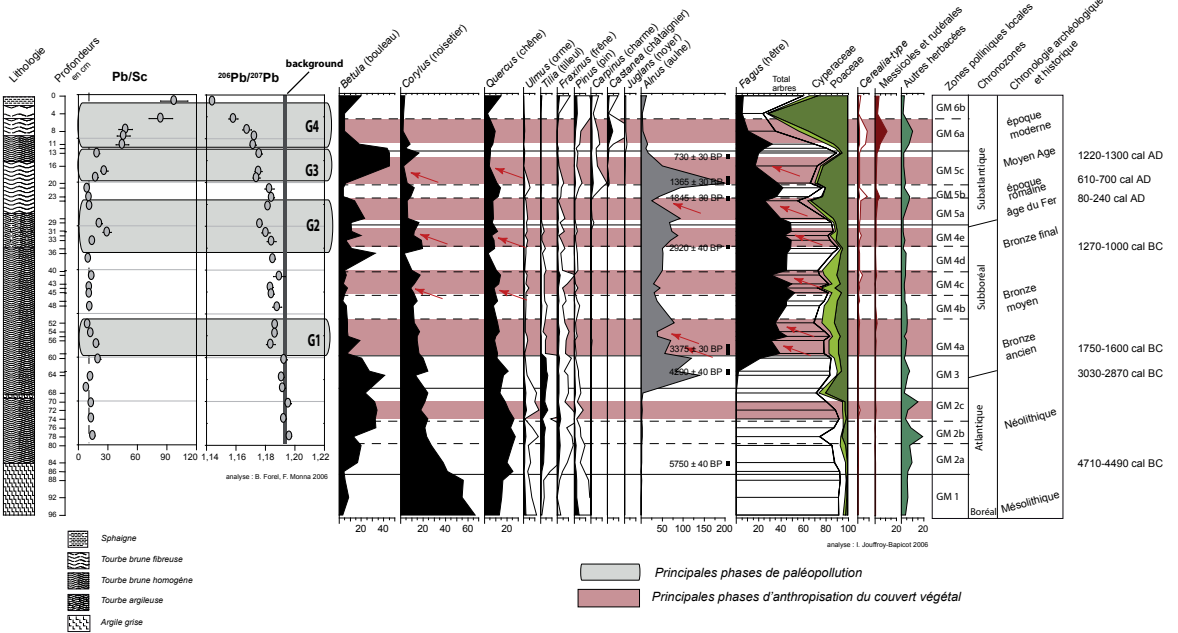 Lithologie
Profondeurs
en cm
Pb/Sc
206Pb/207Pb
background
Betula (bouleau)
Corylus (noisetier)
Quercus (chêne)
Ulmus (orme)
Tilia (tilleul)
Fraxinus (frêne)
Pinus (pin)
Carpinus (charme)
Castanea (châtaignier)
Juglans (noyer)
Alnus (aulne)
Fagus (hêtre)
Total
arbres
Cyperaceae
Poaceae
Cerealia-type
Messicoles et rudérales
Autres herbacées
Zones polliniques locales
Chronozones
Chronologie archéologique
et historique
0
4
8
11
13
16
20
23
29
31
33
36
40
43
45
48
52
54
56
60
64
68
70
72
74
78
80
84
86
92
96
G4
G3
G2
G1
730 ± 30 BP
1365 ± 30 BP
1845 ± 30 BP
2920 ± 40 BP
3375 ± 30 BP
4290 ± 40 BP
5750 ± 40 BP
GM 6b
GM 6a
GM 5c
GM 5b
GM 5a
GM 4e
GM 4d
GM 4c
GM 4b
GM 4a
GM 3
GM 2c
GM 2b
GM 2a
GM 1
Subatlantique
Subboréal
Atlantique
Boréal
époque
moderne
Moyen Age
époque
romaine
âge du Fer
Bronze final
Bronze
moyen
Bronze
ancien
Néolithique
Mésolithique
1220-1300 cal AD
610-700 cal AD
80-240 cal AD
1270-1000 cal BC
1750-1600 cal BC
3030-2870 cal BC
4710-4490 cal BC
0 30 60 90 120
1,14 1,16 1,18 1,20 1,22
20 40
20 40 60
20
50 100 150 200
20 40 60 80 100
20
20
analyse : B. Forel, F. Monna 2006
analyse : I. Jouffroy-Bapicot 2006
Sphaigne
Tourbe brune fibreuse
Tourbe brune homogène
Tourbe argileuse
Argile grise
Principales phases de paléopollution
Principales phases d'anthropisation du couvert végétal